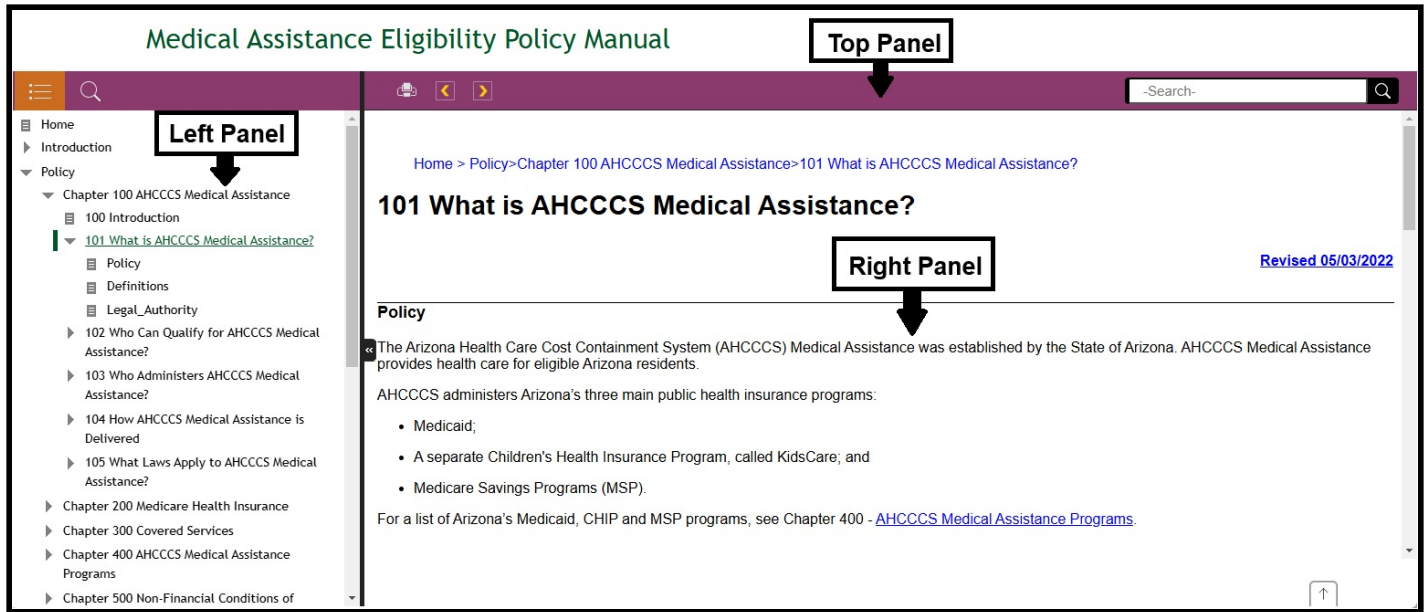 Medical Assistance Eligibility Policy Manual
Top Panel
-Search-
Home
Left Panel
Introduction
Policy
Chapter 100 AHCCCS Medical Assistance
100 Introduction
101 What is AHCCCS Medical Assistance?
Policy
Definitions
Legal_Authority
102 Who Can Qualify for AHCCCS Medical
Assistance?
103 Who Administers AHCCCS Medical
Assistance?
104 How AHCCCS Medical Assistance is
Delivered
105 What Laws Apply to AHCCCS Medical
Assistance?
Chapter 200 Medicare Health Insurance
Chapter 300 Covered Services
Chapter 400 AHCCCS Medical Assistance
Programs
Chapter 500 Non-Financial Conditions of
Home > Policy>Chapter 100 AHCCCS Medical Assistance>101 What is AHCCCS Medical Assistance?
101 What is AHCCCS Medical Assistance?
Right Panel
Revised 05/03/2022
Policy
The Arizona Health Care Cost Containment System (AHCCCS) Medical Assistance was established by the State of Arizona. AHCCCS Medical Assistance
provides health care for eligible Arizona residents.
AHCCCS administers Arizona’s three main public health insurance programs:
• Medicaid;
• A separate Children's Health Insurance Program, called KidsCare; and
• Medicare Savings Programs (MSP).
For a list of Arizona’s Medicaid, CHIP and MSP programs, see Chapter 400 - AHCCCS Medical Assistance Programs.